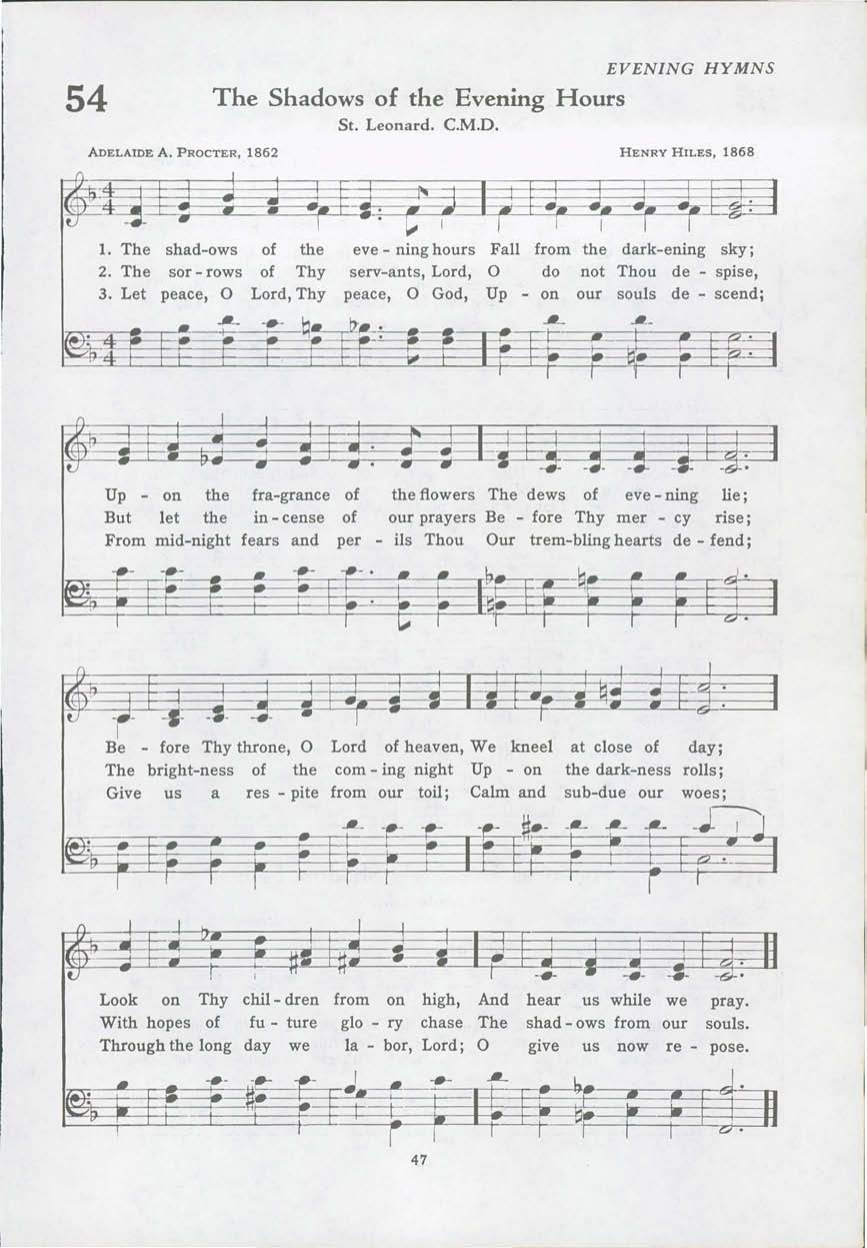 EVENING HYMNS
54 The Shadows of the Evening Hours
St. Leonard. C.M.D.
ADELAIDE A. PROCTER, 1862 HENRY HILES, 1868
4
4
1. The shad-ows of the eve - ning hours Fall from the dark-ening sky;
2. The sor - rows of Thy serv-ants, Lord, O do not Thou de - spise,
3. Let peace, O Lord, Thy peace, O God, Up - on our souls de - scend;
4
4
Up - on the fra-grance of the flowers The dews of eve - ning lie;
But let the in - cense of our prayers Be - fore Thy mer - cy rise;
From mid-night fears and per - ils Thou Our trem-bling hearts de - fend;
Be - fore Thy throne, O Lord of heaven, We kneel at close of day;
The bright-ness of the com - ing night Up - on the dark-ness rolls;
Give us a res - pite from our toil; Calm and sub-due our woes;
Look on Thy chil - dren from on high, And hear us while we pray.
With hopes of fu - ture glo - ry chase The shad - ows from our souls.
Through the long day we la - bor, Lord; O give us now re - pose.
47